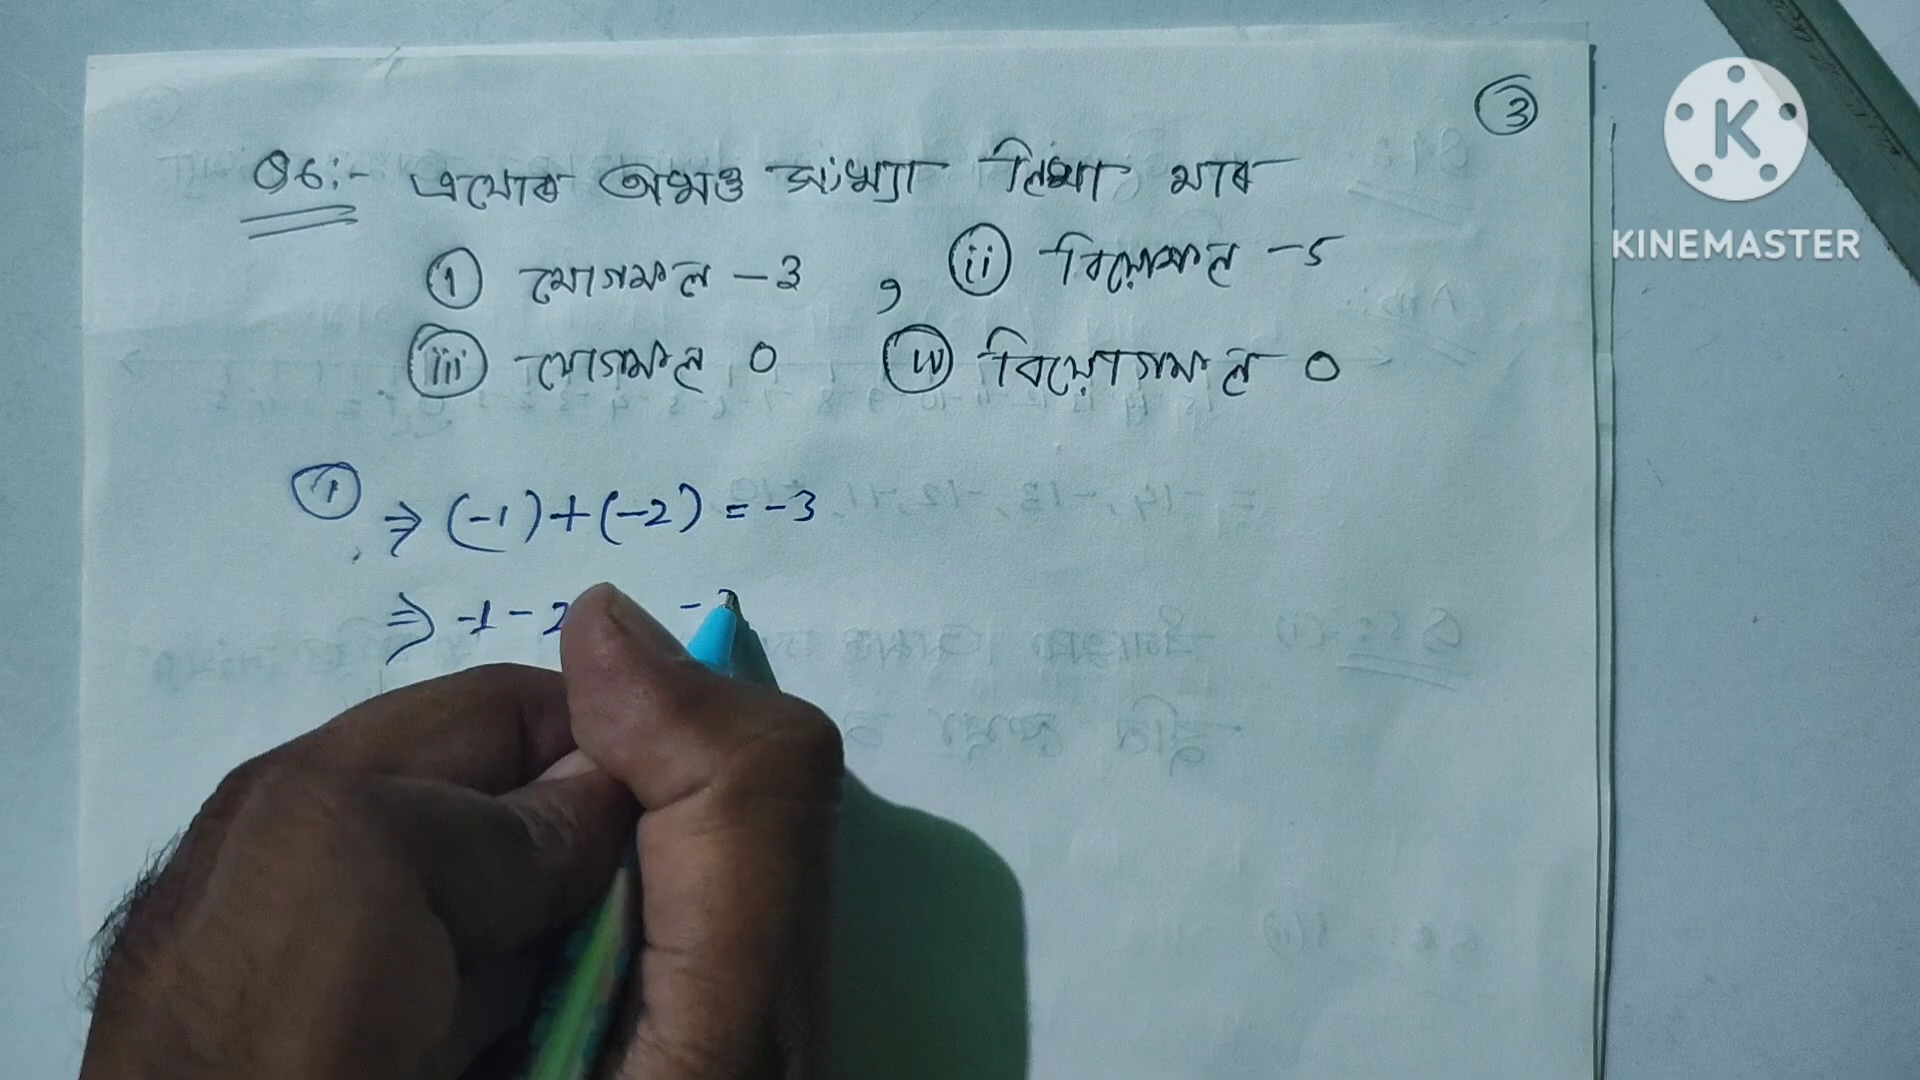 3
Q6:- এযোৰ অখণ্ড সংখ্যা লিখা যাৰ
i যোগফল -3 , ii বিয়োগফল -5
iii যোগফল 0 iv বিয়োগফল 0
i ⇒ (-1)+(-2) = -3
⇒ -1-2 -3
K
KINEMASTER